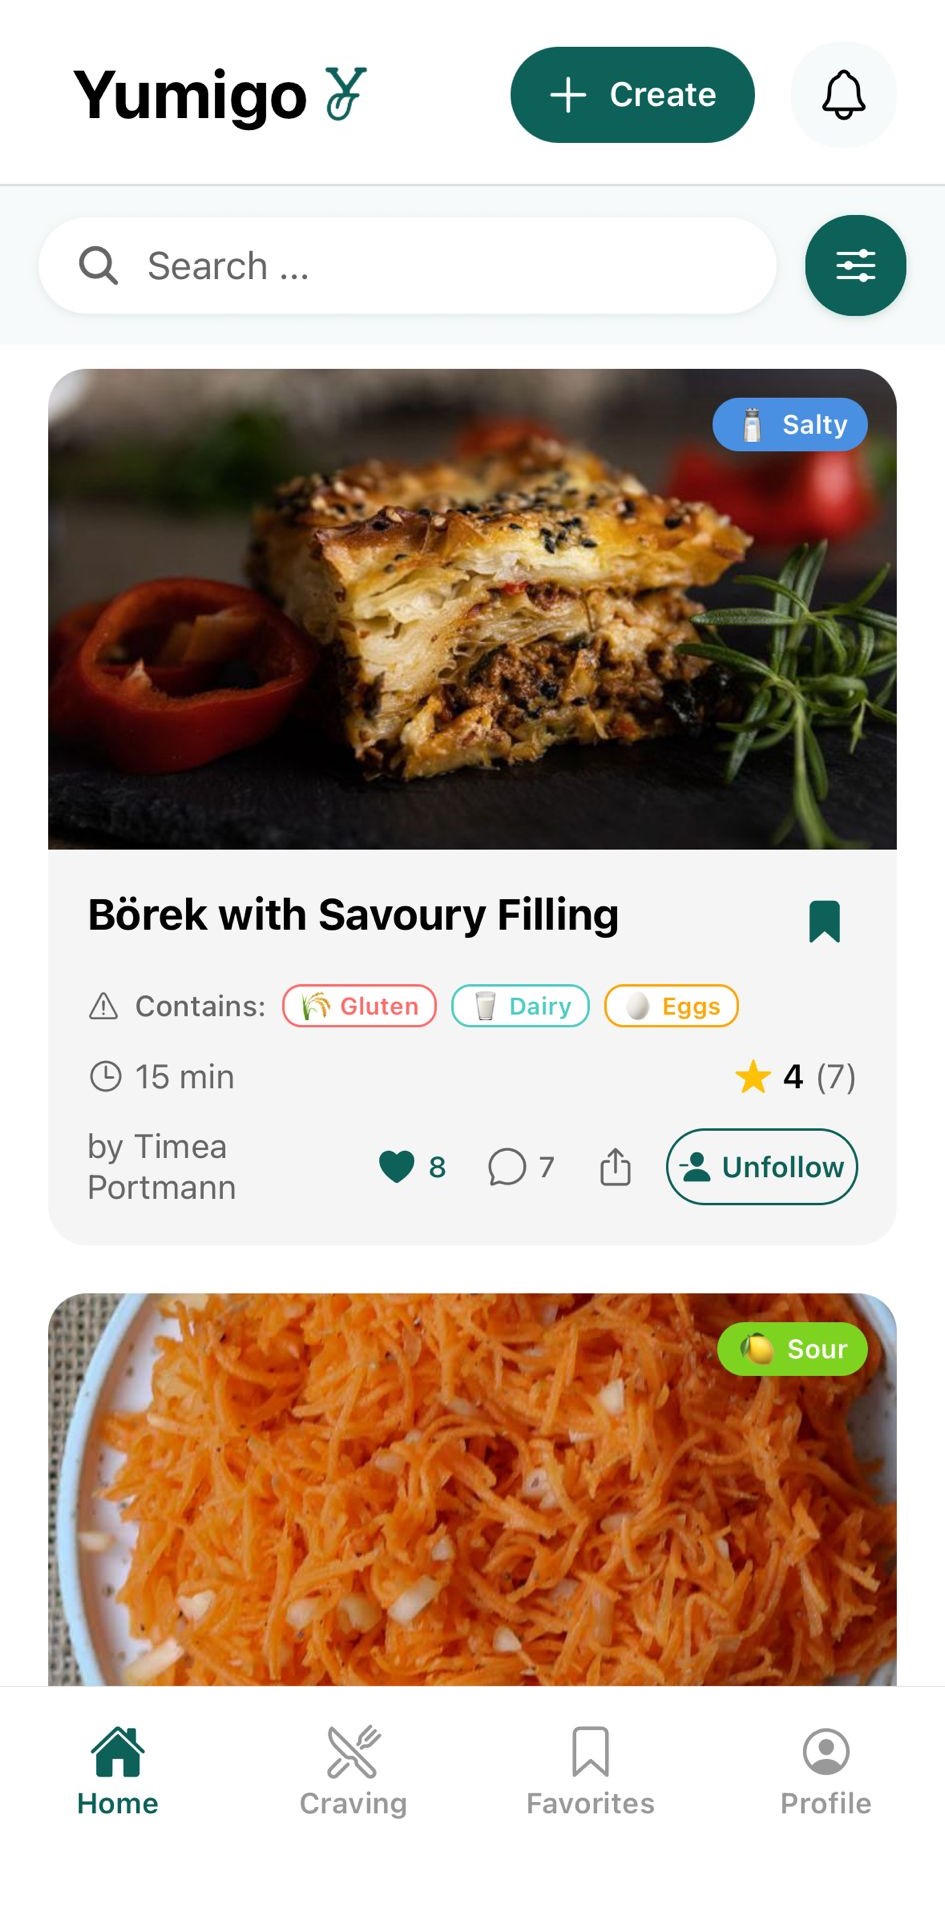 Yumigo
Create
Search ...
Salty
Börek with Savoury Filling
Contains: Gluten Dairy Eggs
15 min 4 (7)
by Timea
Portmann
8 7 Unfollow
Sour
Home Craving Favorites Profile